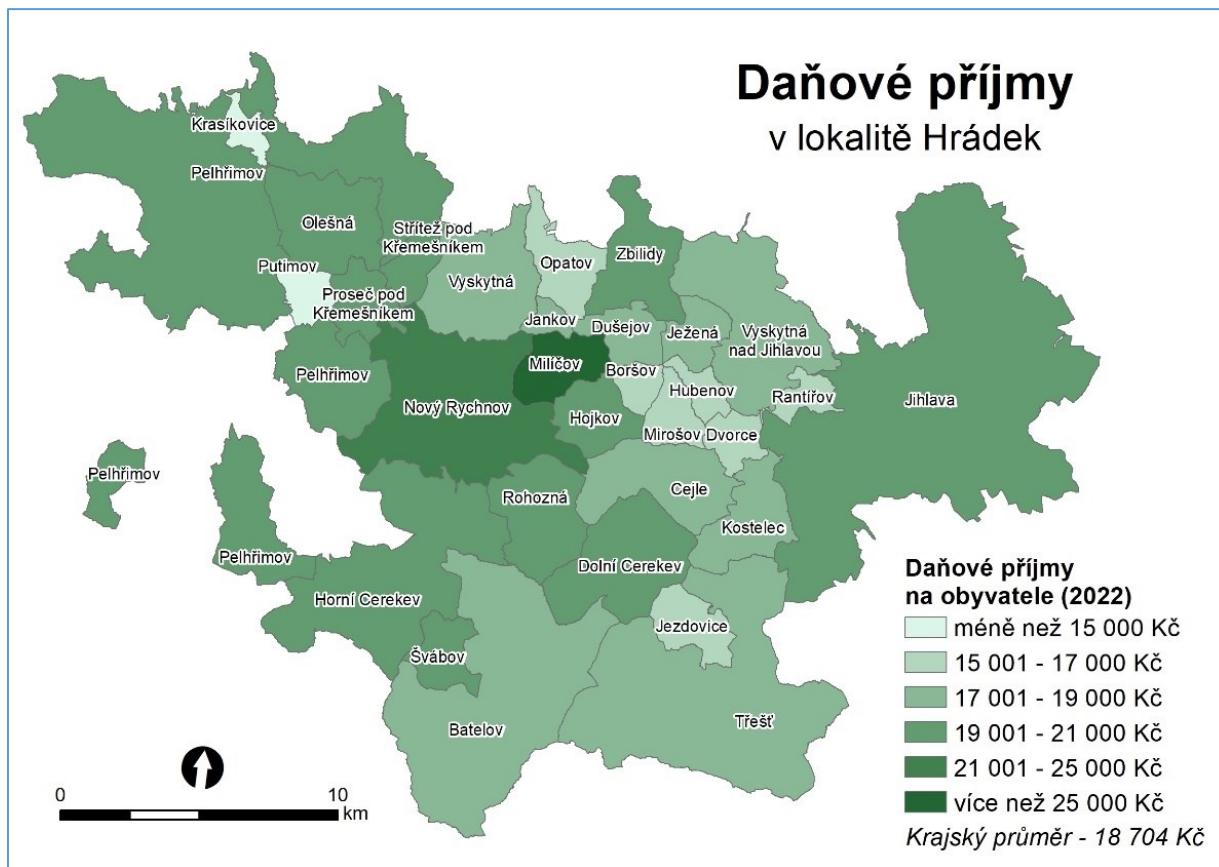 Daňové příjmy
v lokalitě Hrádek
Krasíkovice
Pelhřimov
Olešná
Střítež pod
Křemešníkem
Putimov
Proseč pod
Křemešníkem
Vyskytná
Opatov
Zbilidy
Jankov
Dušejov
Ježená
Vyskytná
nad Jihlavou
Pelhřimov
Milíčov
Boršov
Hubenov
Rantířov
Jihlava
Nový Rychnov
Hojkov
Mirošov
Dvorce
Pelhřimov
Rohozná
Cejle
Kostelec
Pelhřimov
Dolní Cerekev
Horní Cerekev
Jezdovice
Švábov
Batelov
Třešť
Daňové příjmy
na obyvatele (2022)
méně než 15 000 Kč
15 001 - 17 000 Kč
17 001 - 19 000 Kč
19 001 - 21 000 Kč
21 001 - 25 000 Kč
více než 25 000 Kč
Krajský průměr - 18 704 Kč
0 10
km